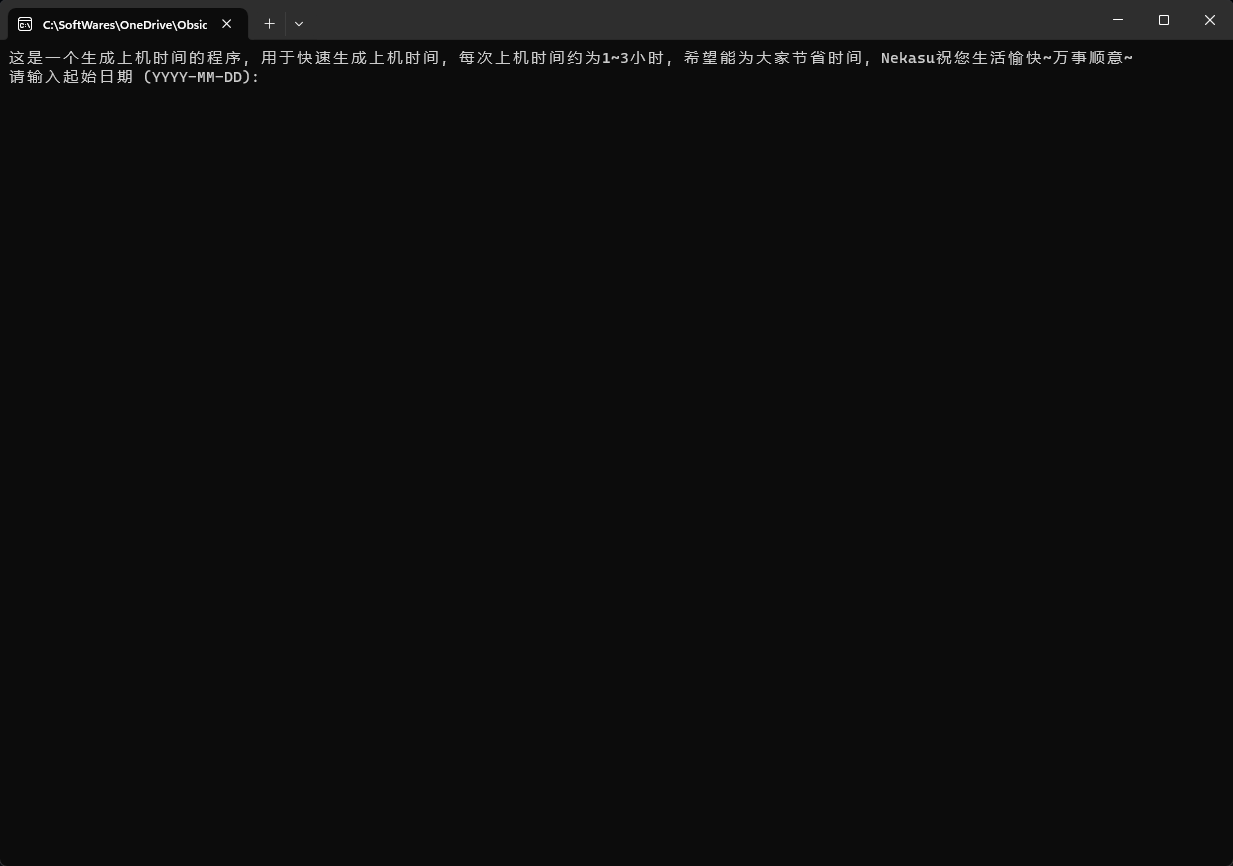 C:\SoftWares\OneDrive\Obsic
这是一个生成上机时间的程序，用于快速生成上机时间，每次上机时间约为1~3小时，希望能为大家节省时间，Nekasu祝您生活愉快~万事顺意~
请输入起始日期 (YYYY-MM-DD):